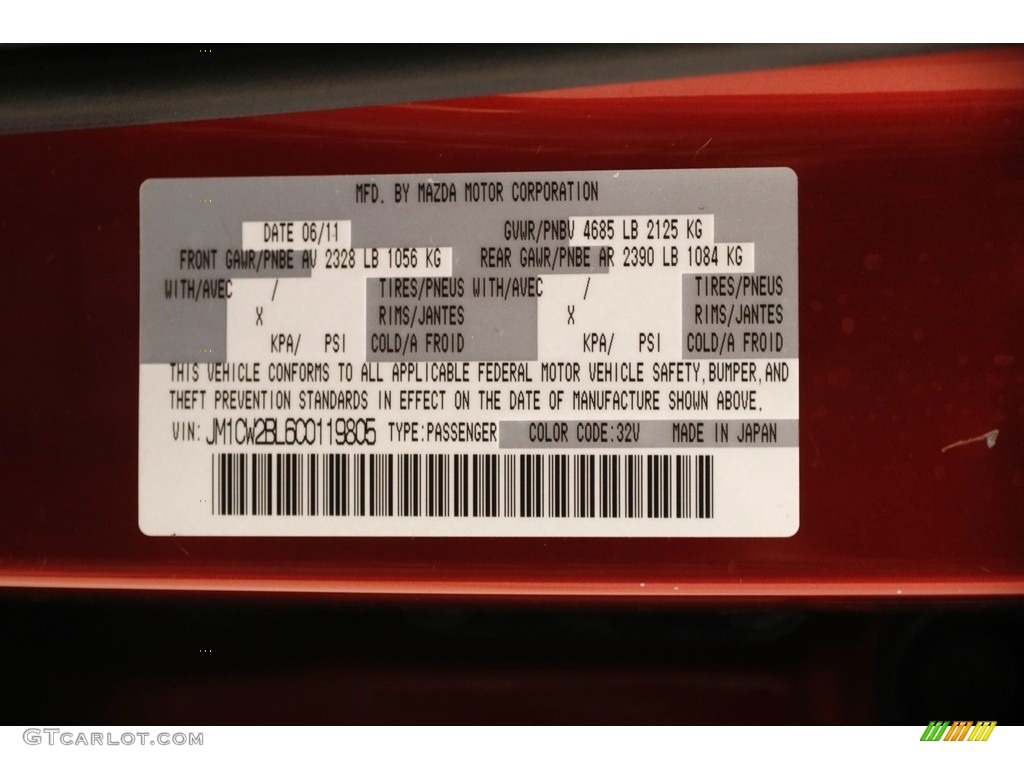 MFD. BY MAZDA MOTOR CORPORATION
DATE 06/11 GVWR/PNBV 4685 LB 2125 KG
FRONT GAWR/PNBE AV 2328 LB 1056 KG REAR GAWR/PNBE AR 2390 LB 1084 KG
WITH/AVEC / TIRES/PNEUS WITH/AVEC / TIRES/PNEUS
X RIMS/JANTES X RIMS/JANTES
KPA/ PSI COLD/A FROID KPA/ PSI COLD/A FROID
THIS VEHICLE CONFORMS TO ALL APPLICABLE FEDERAL MOTOR VEHICLE SAFETY,BUMPER,AND
THEFT PREVENTION STANDARDS IN EFFECT ON THE DATE OF MANUFACTURE SHOWN ABOVE.
VIN: JM1CW2BL6C0119805 TYPE:PASSENGER COLOR CODE:32V MADE IN JAPAN
GTcarlot.com